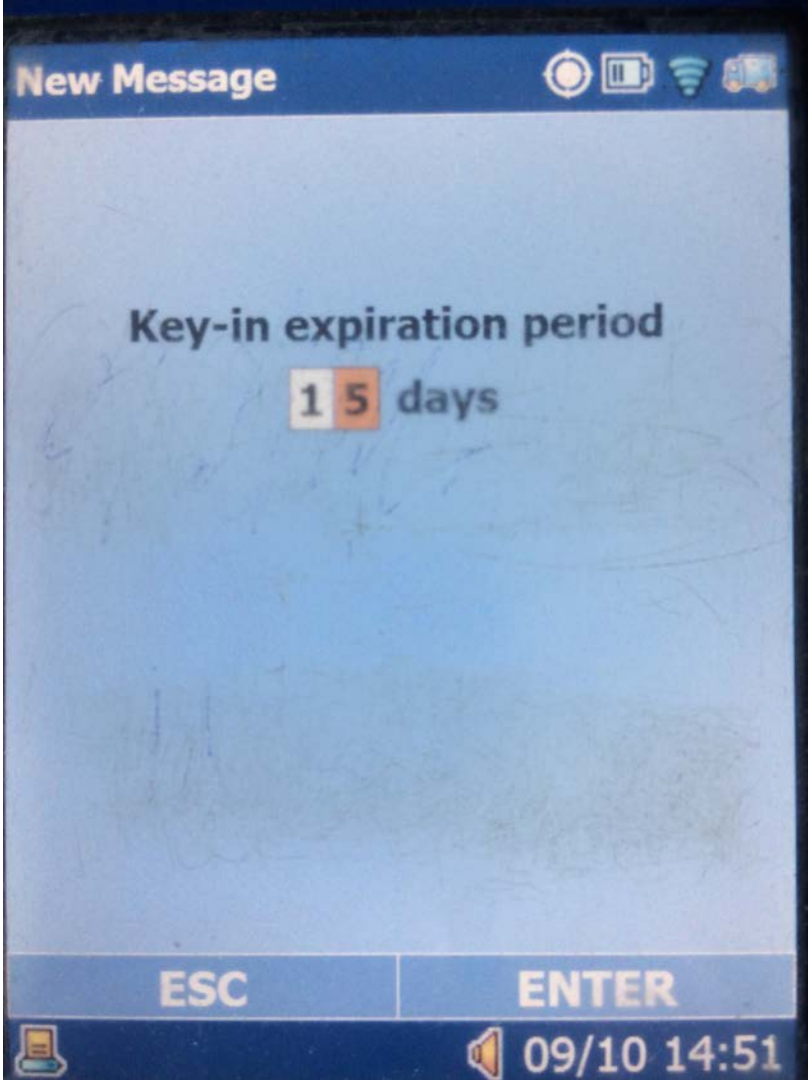 New Message
Key-in expiration period
15 days
ESC ENTER
09/10 14:51